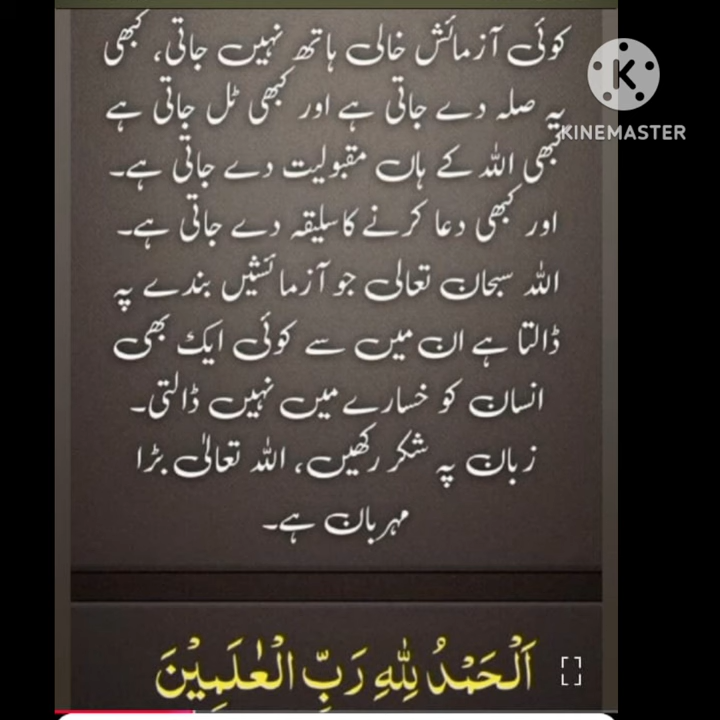 کوئی آزمائش خالی ہاتھ نہیں جاتی، کبھی
یہ صلہ دے جاتی ہے اور کبھی ٹل جاتی ہے
کبھی اللہ کے ہاں مقبولیت دے جاتی ہے۔
اور کبھی دعا کرنے کا سلیقہ دے جاتی ہے۔
اللہ سبحان تعالی جو آزمائشیں بندے پہ
ڈالتا ہے ان میں سے کوئی ایک بھی
انسان کو خسارے میں نہیں ڈالتی۔
زبان پہ شکر رکھیں، اللہ تعالیٰ بڑا
مہربان ہے۔
اَلْحَمْدُ لِلّٰهِ رَبِّ الْعٰلَمِيْنَ
K
KINEMASTER